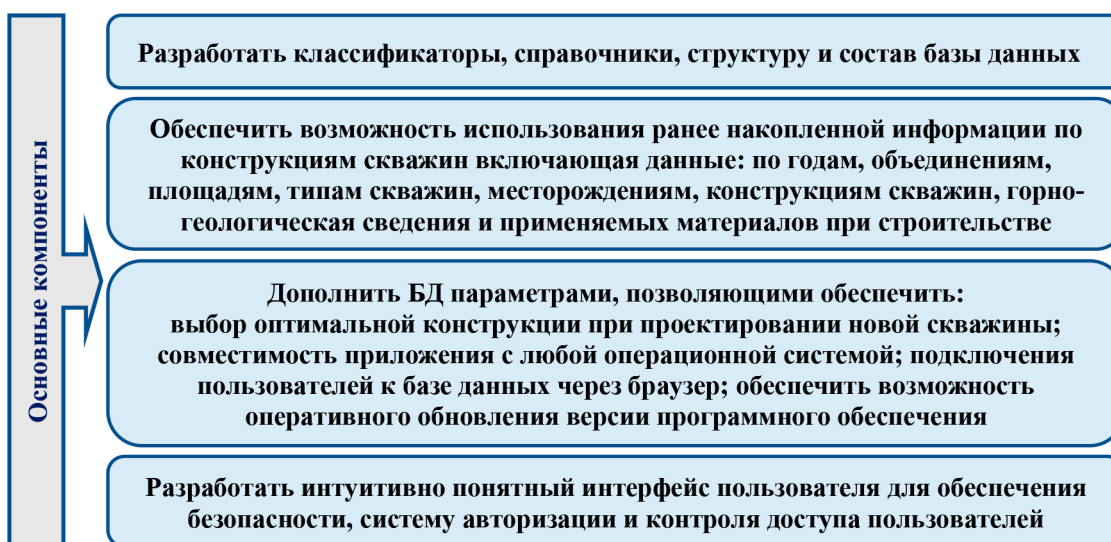 Основные компоненты
Разработать классификаторы, справочники, структуру и состав базы данных
Обеспечить возможность использования ранее накопленной информации по
конструкциям скважин включающая данные: по годам, объединениям,
площадям, типам скважин, месторождениям, конструкциям скважин, горно-
геологическая сведения и применяемых материалов при строительстве
Дополнить БД параметрами, позволяющими обеспечить:
выбор оптимальной конструкции при проектировании новой скважины;
совместимость приложения с любой операционной системой; подключения
пользователей к базе данных через браузер; обеспечить возможность
оперативного обновления версии программного обеспечения
Разработать интуитивно понятный интерфейс пользователя для обеспечения
безопасности, систему авторизации и контроля доступа пользователей